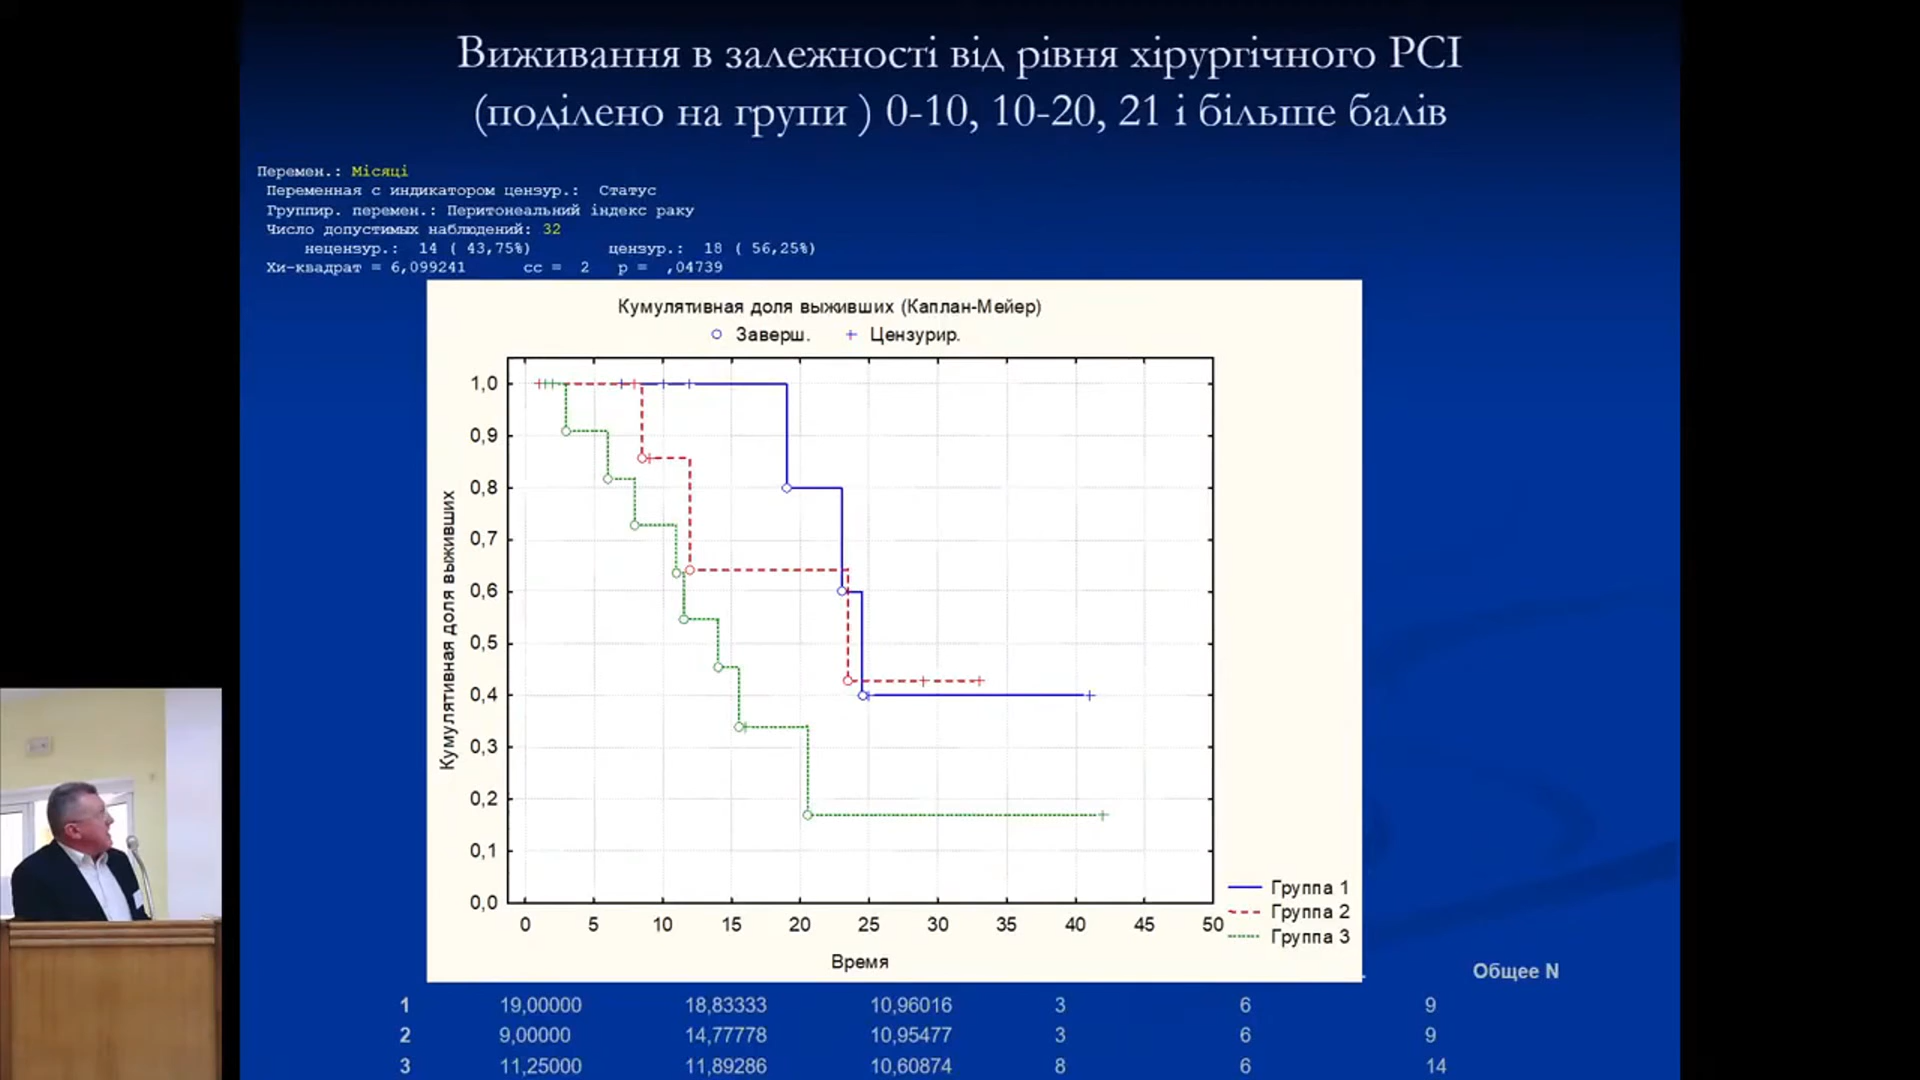 Виживання в залежності від рівня хірургічного РСІ
(поділено на групи ) 0-10, 10-20, 21 і більше балів
Перемен.: Місяці
Переменная с индикатором цензур.: Статус
Группир. перемен.: Перитонеальний індекс раку
Число допустимых наблюдений: 32
нецензур.: 14 ( 43,75%) цензур.: 18 ( 56,25%)
Хи-квадрат = 6,099241 сс = 2 р = ,04739
Кумулятивная доля выживших (Каплан-Мейер)
Заверш. Цензурир.
Кумулятивная доля выживших
1,0
0,9
0,8
0,7
0,6
0,5
0,4
0,3
0,2
0,1
0,0
0 5 10 15 20 25 30 35 40 45 50
Время
Группа 1
Группа 2
Группа 3
Общее N
1 19,00000 18,83333 10,96016 3 6 9
2 9,00000 14,77778 10,95477 3 6 9
3 11,25000 11,89286 10,60874 8 6 14